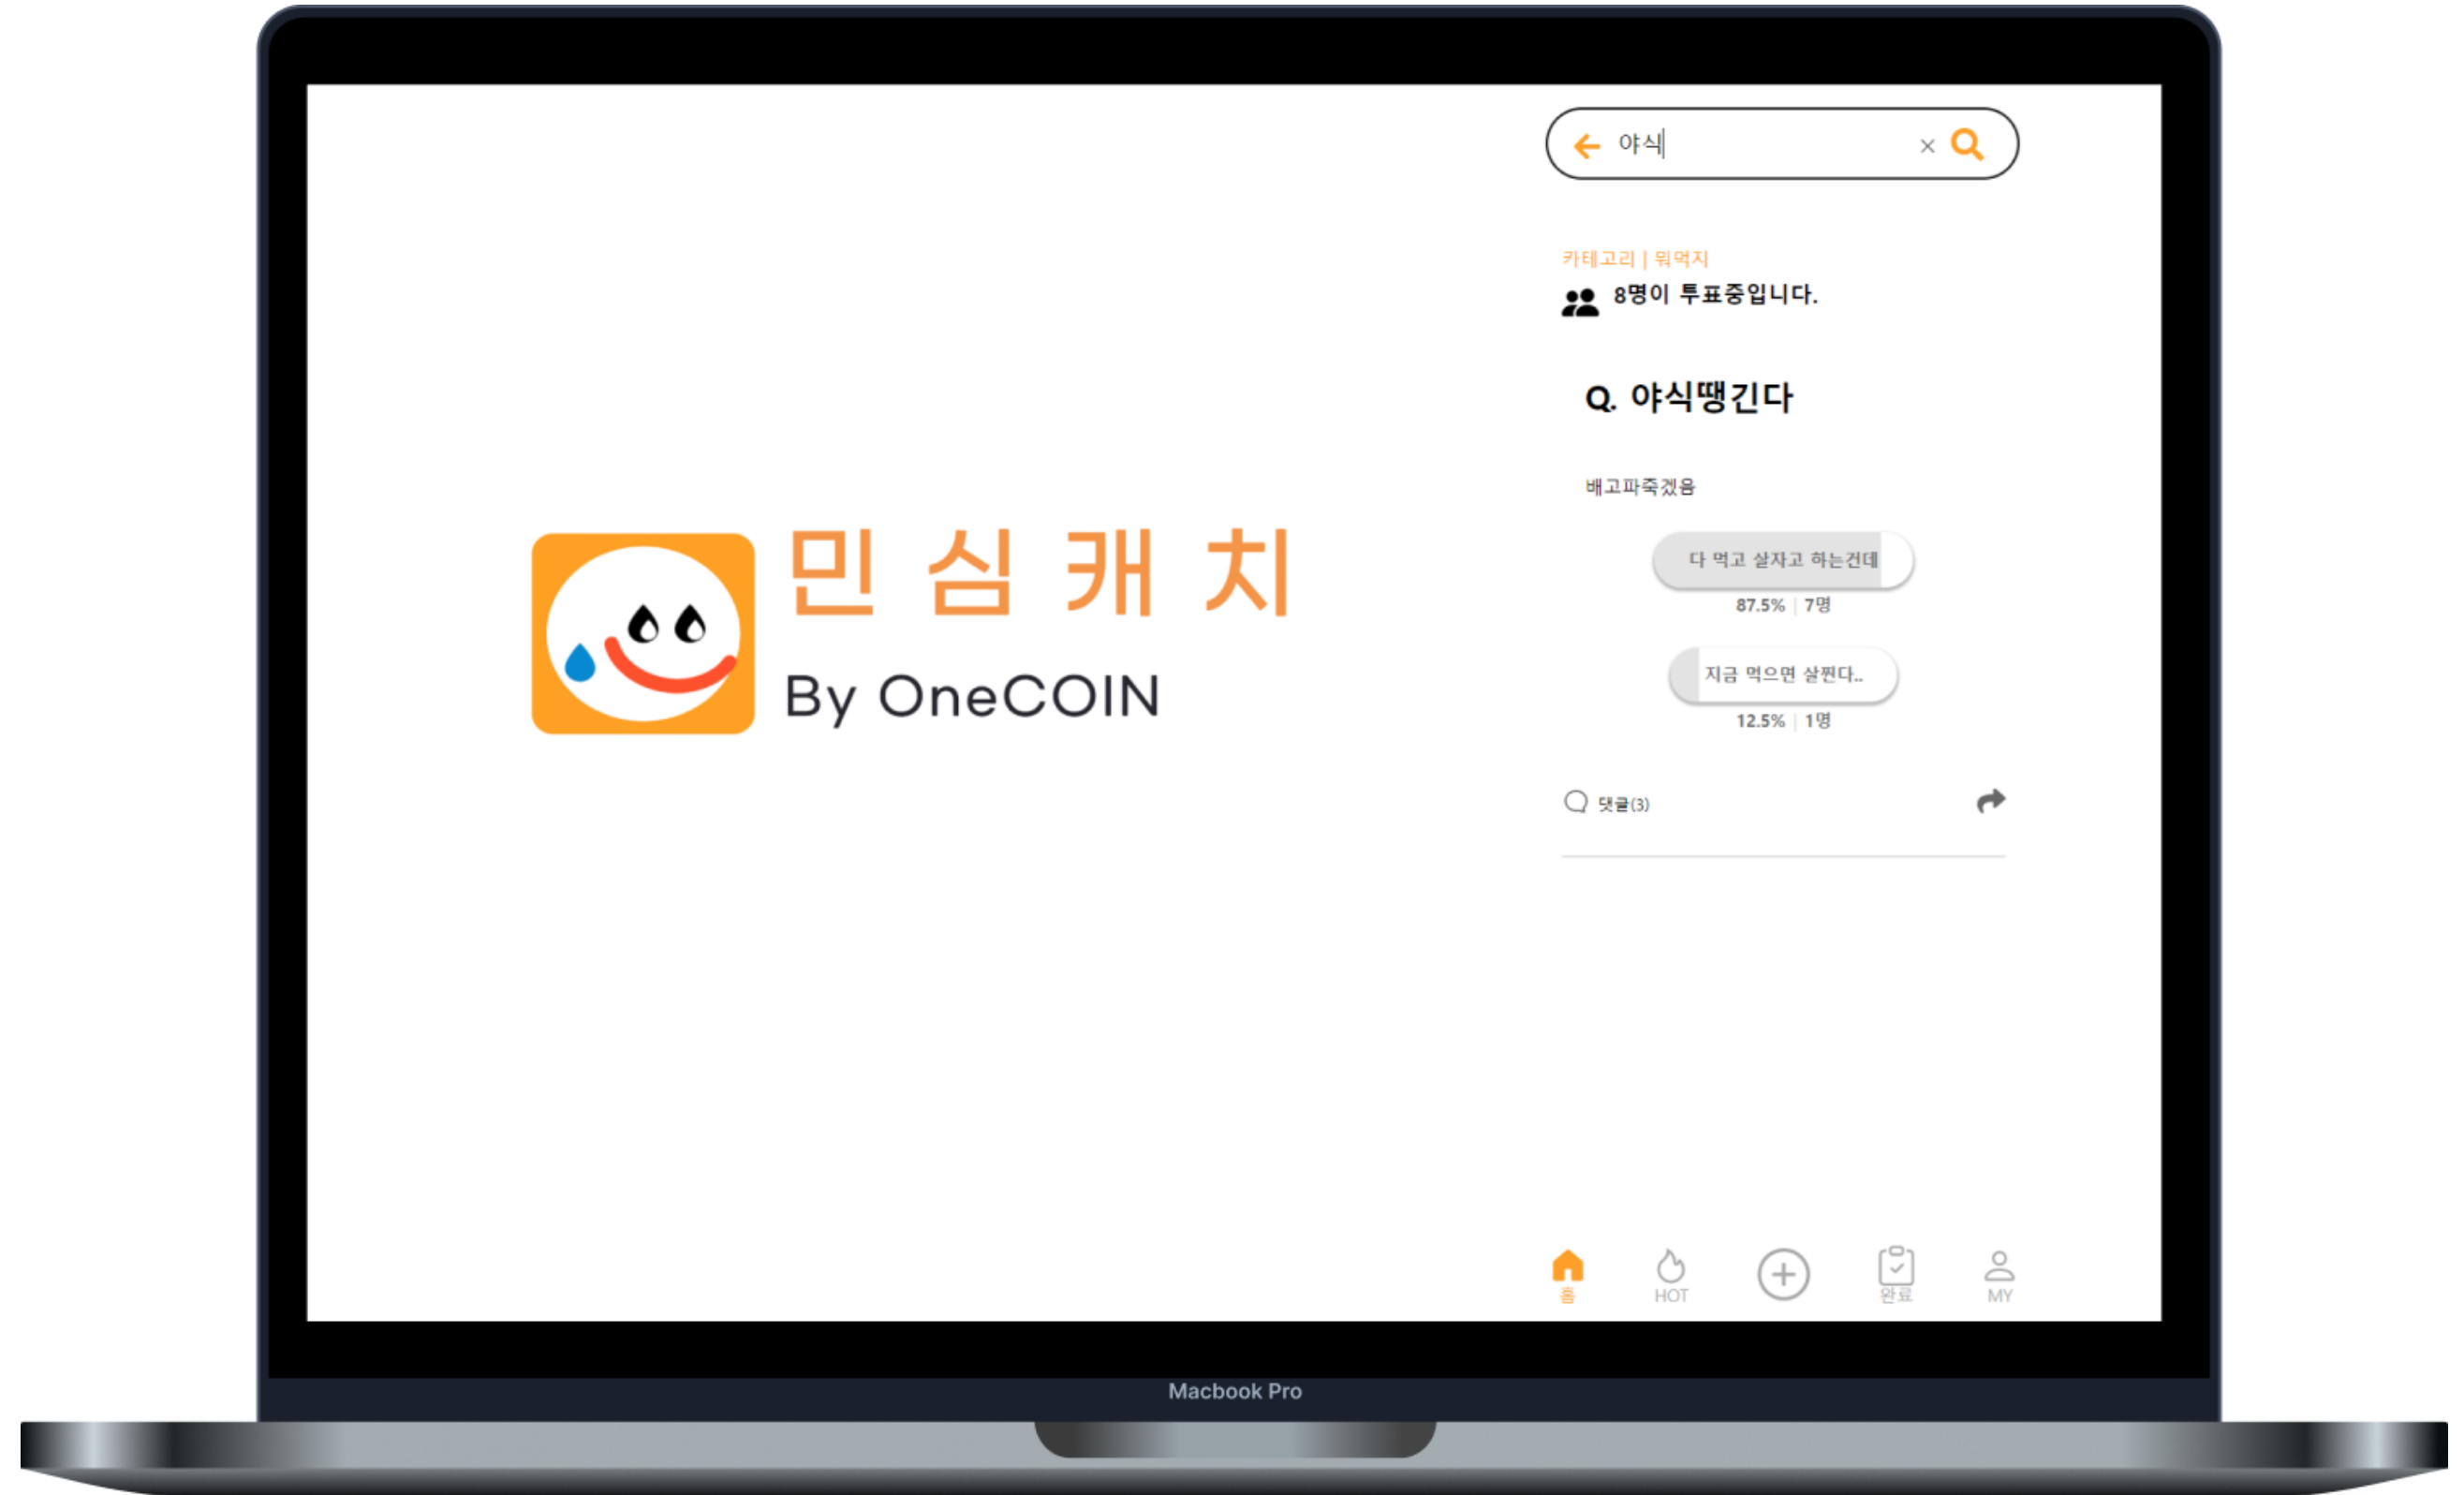 민심캐치
By OneCOIN
야식
카테고리 | 뭐먹지
8명이 투표중입니다.
Q. 야식땡긴다
배고파죽겠음
다 먹고 살자고 하는건데
87.5% | 7명
지금 먹으면 살찐다..
12.5% | 1명
댓글(3)
홈 HOT 완료 MY
Macbook Pro